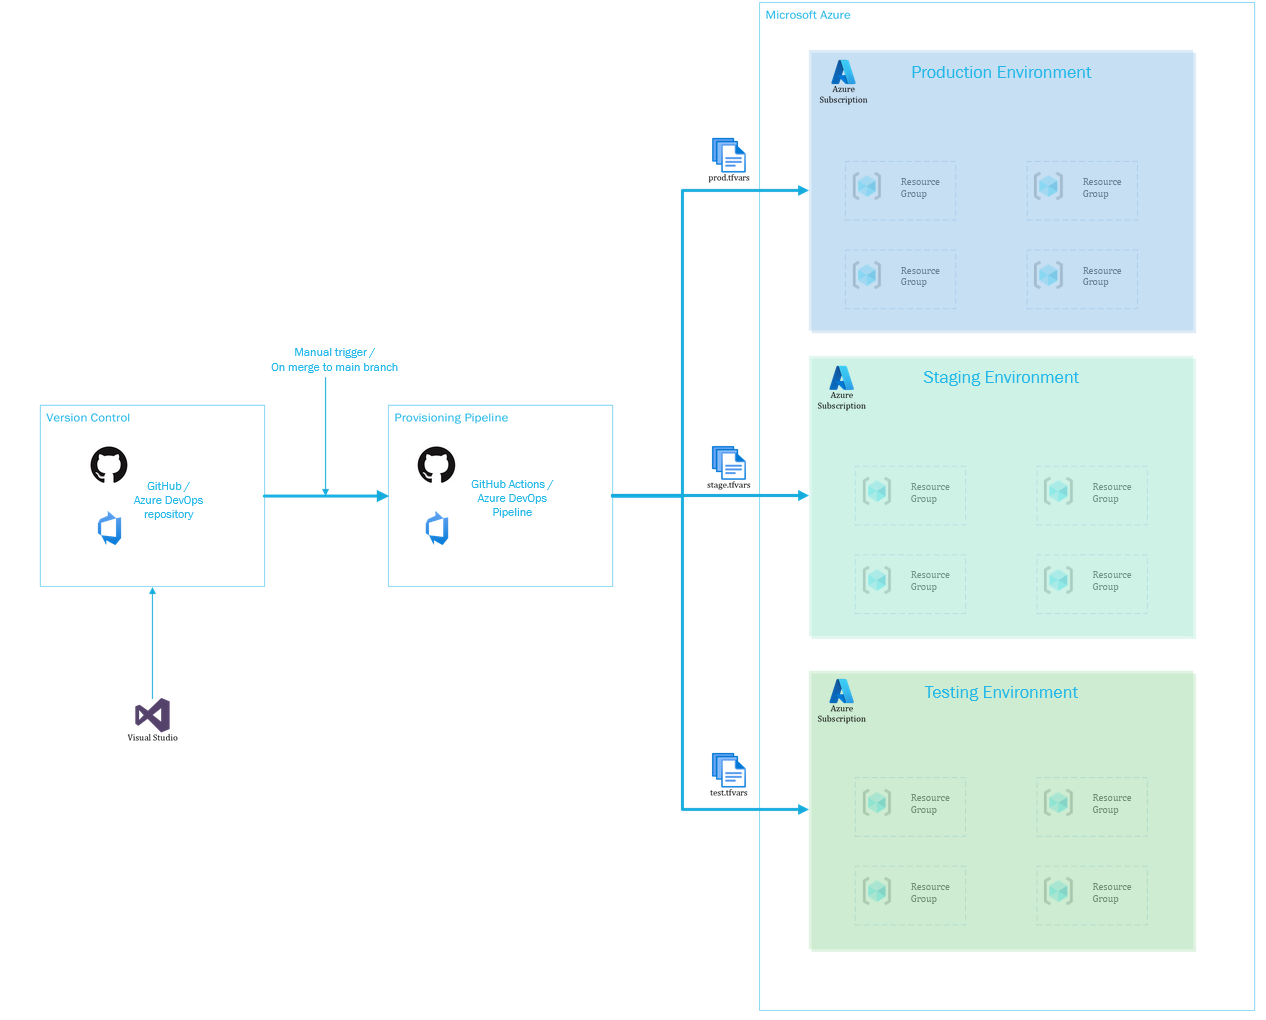 Microsoft Azure
Production Environment
Azure
Subscription
Resource
Group
Resource
Group
Resource
Group
Resource
Group
prod.tfvars
Manual trigger /
On merge to main branch
Version Control
GitHub /
Azure DevOps
repository
Provisioning Pipeline
GitHub Actions /
Azure DevOps
Pipeline
Visual Studio
stage.tfvars
Staging Environment
Azure
Subscription
Resource
Group
Resource
Group
Resource
Group
Resource
Group
test.tfvars
Testing Environment
Azure
Subscription
Resource
Group
Resource
Group
Resource
Group
Resource
Group